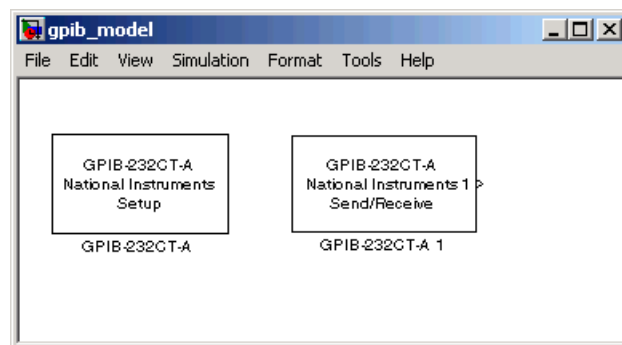 gpib_model
File Edit View Simulation Format Tools Help
GPIB-232CT-A
National Instruments
Setup
GPIB-232CT-A
GPIB-232CT-A
National Instruments 1
Send/Receive
GPIB-232CT-A 1